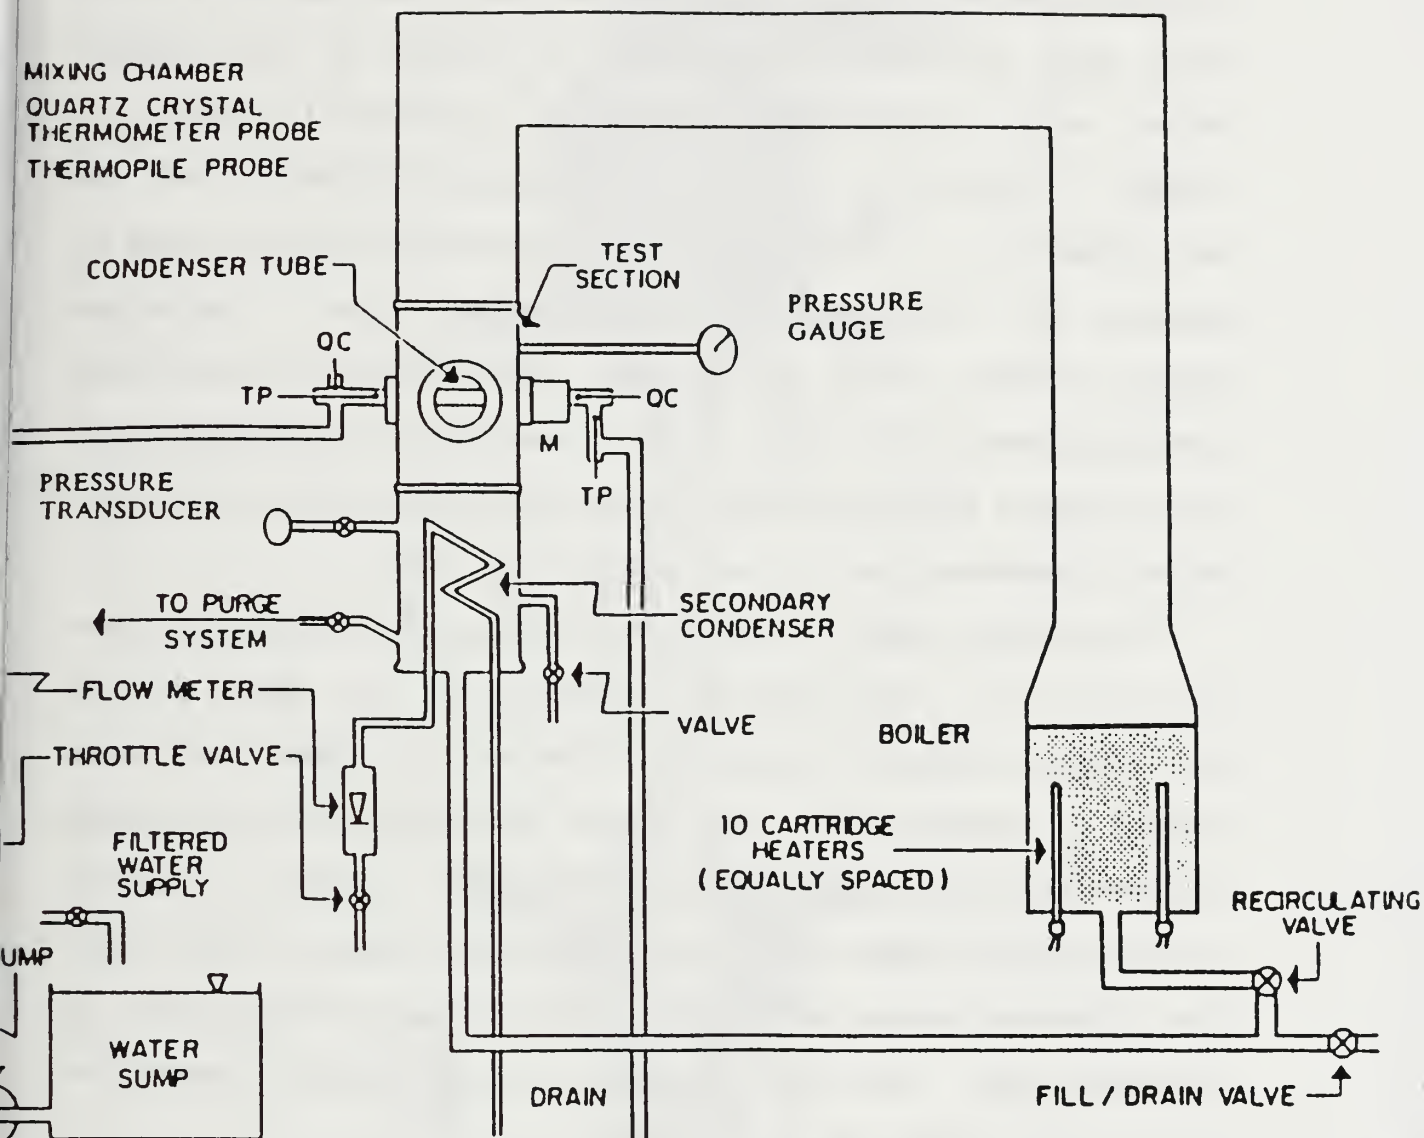 MIXING CHAMBER
QUARTZ CRYSTAL
THERMOMETER PROBE
THERMOPILE PROBE
CONDENSER TUBE
TEST
SECTION
PRESSURE
GAUGE
QC
TP
QC
M
TP
PRESSURE
TRANSDUCER
TO PURGE
SYSTEM
SECONDARY
CONDENSER
FLOW METER
VALVE
BOILER
THROTTLE VALVE
10 CARTRIDGE
HEATERS
(EQUALLY SPACED)
FILTERED
WATER
SUPPLY
RECIRCULATING
VALVE
UMP
WATER
SUMP
DRAIN
FILL / DRAIN VALVE